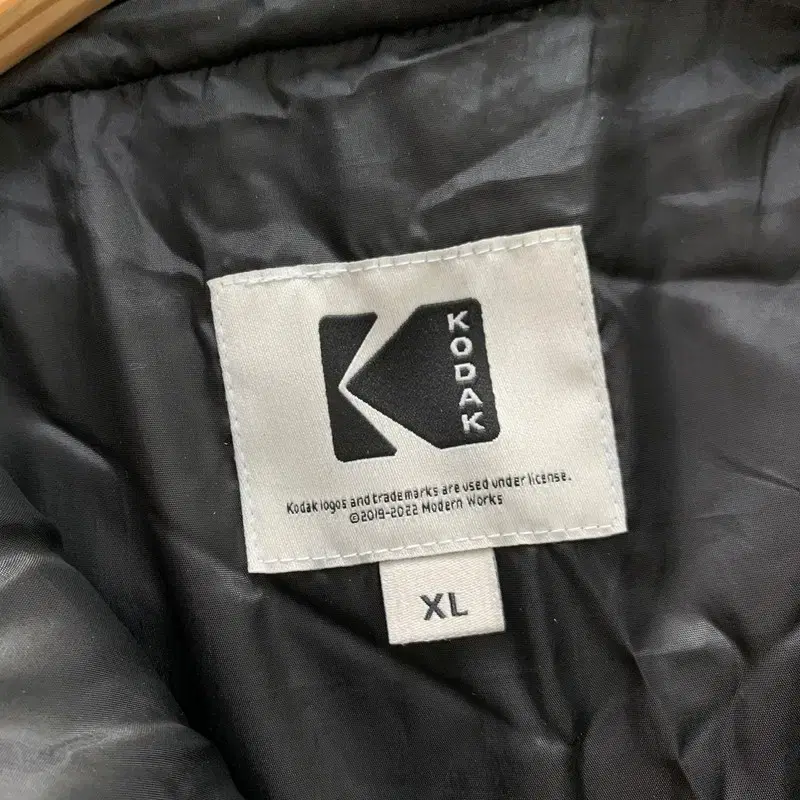 KODAK
Kodak logos and trademarks are used under license.
©2019-2022 Modern Works
XL